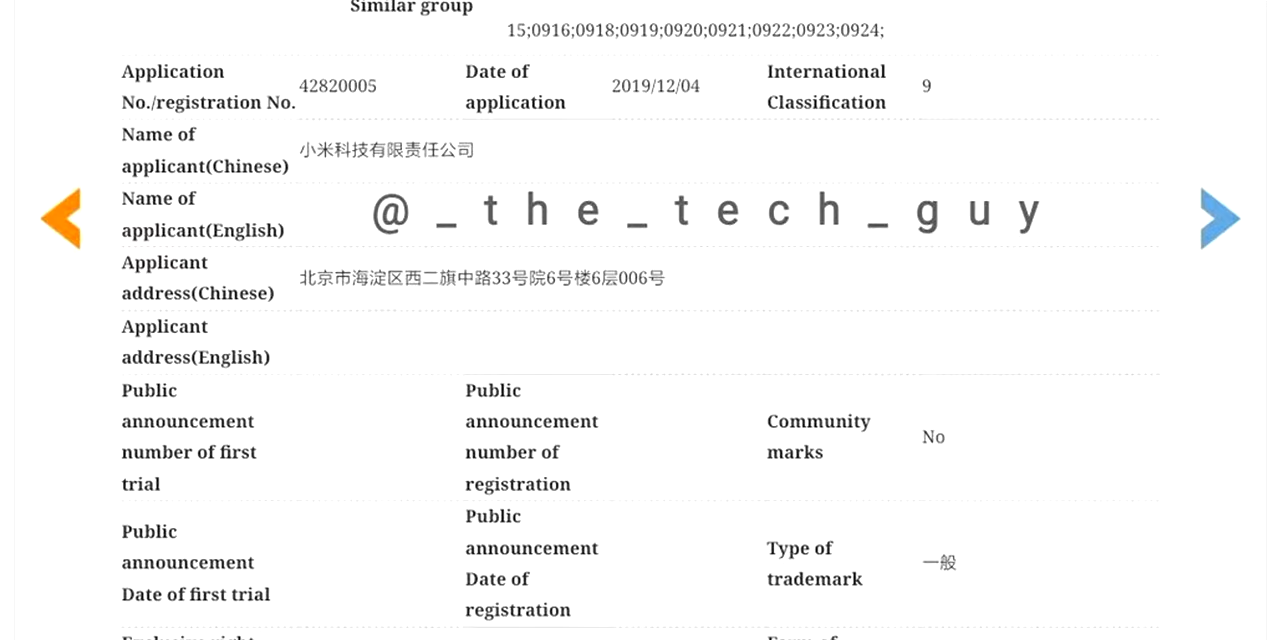 Similar group
15;0916;0918;0919;0920;0921;0922;0923;0924;
Application No./registration No. 42820005 Date of application 2019/12/04 International Classification 9
Name of applicant(Chinese) 小米科技有限责任公司
Name of applicant(English)
@_the_tech_guy
Applicant address(Chinese) 北京市海淀区西二旗中路33号院6号楼6层006号
Applicant address(English)
Public announcement number of first trial
Public announcement number of registration
Community marks No
Public announcement Date of first trial
Public announcement Date of registration
Type of trademark 一般